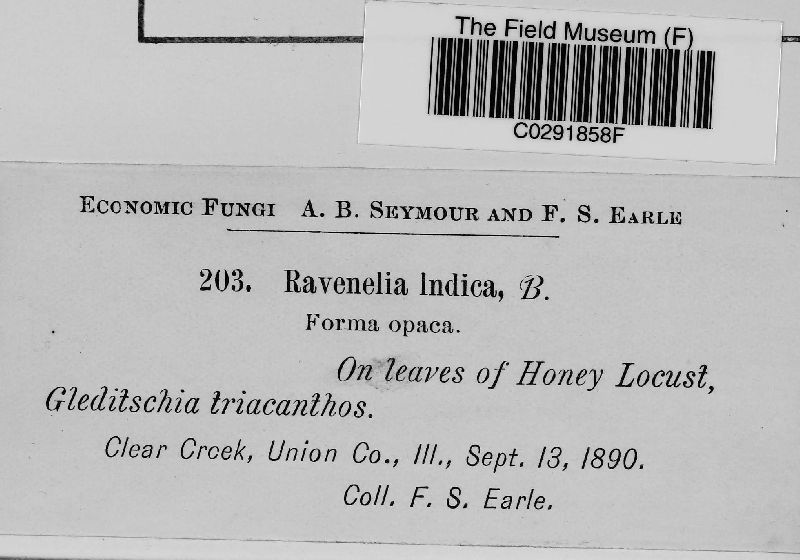 The Field Museum (F)
C0291858F
Economic Fungi A. B. Seymour and F. S. Earle
203. Ravenelia Indica, B.
Forma opaca.
On leaves of Honey Locust,
Gleditschia triacanthos.
Clear Creek, Union Co., Ill., Sept. 13, 1890.
Coll. F. S. Earle.